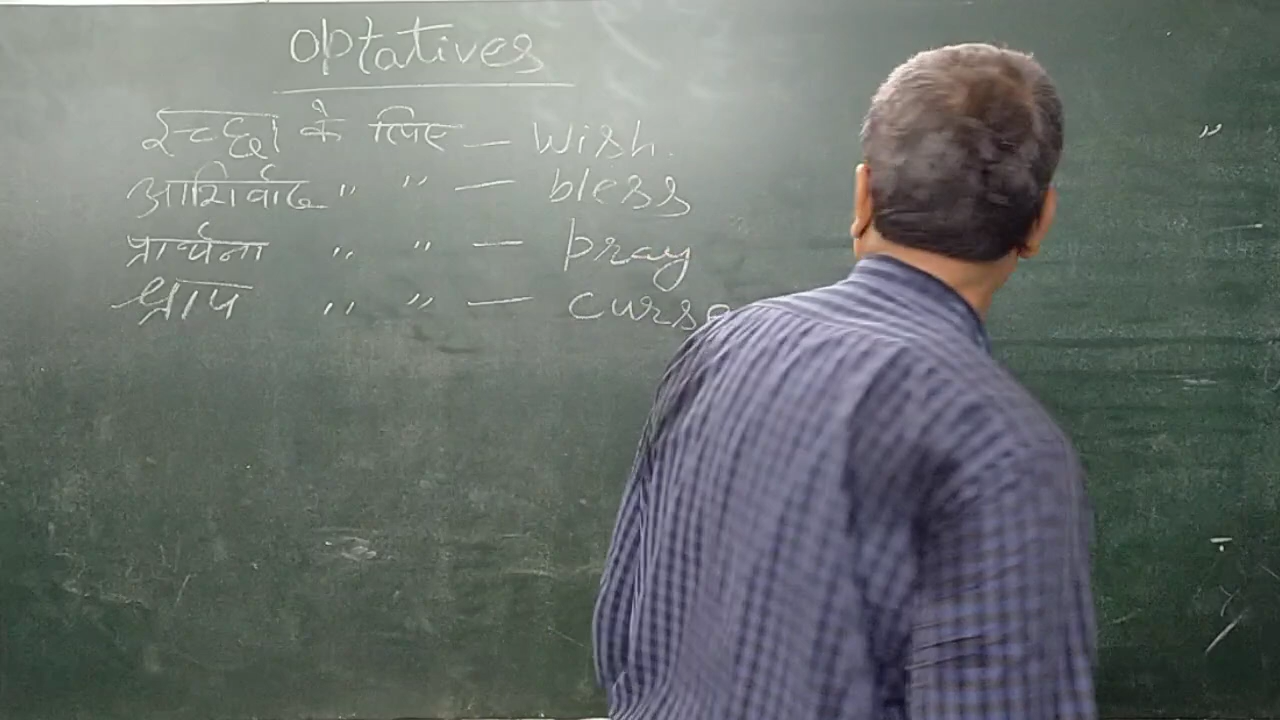 Optatives
इच्छा के लिए — Wish.
आशिर्वाद " " — bless
प्रार्थना " " — pray
श्राप " " — curse
"